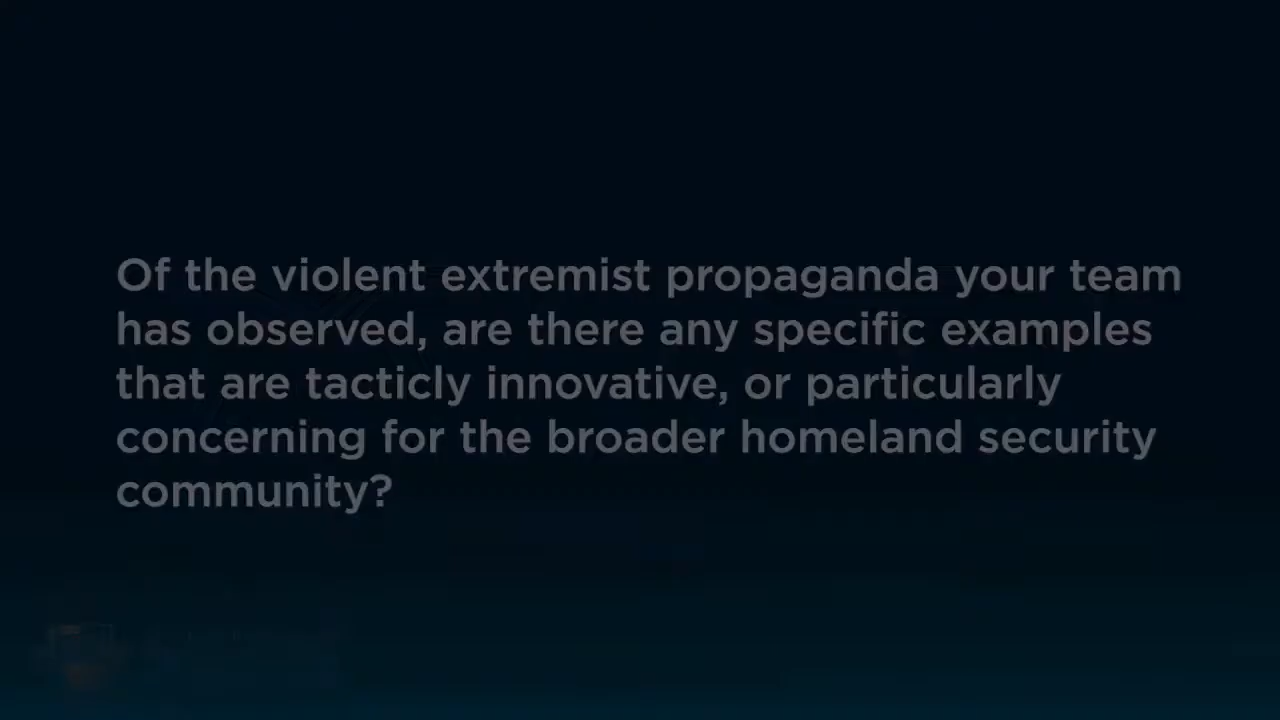 Of the violent extremist propaganda your team
has observed, are there any specific examples
that are tacticly innovative, or particularly
concerning for the broader homeland security
community?